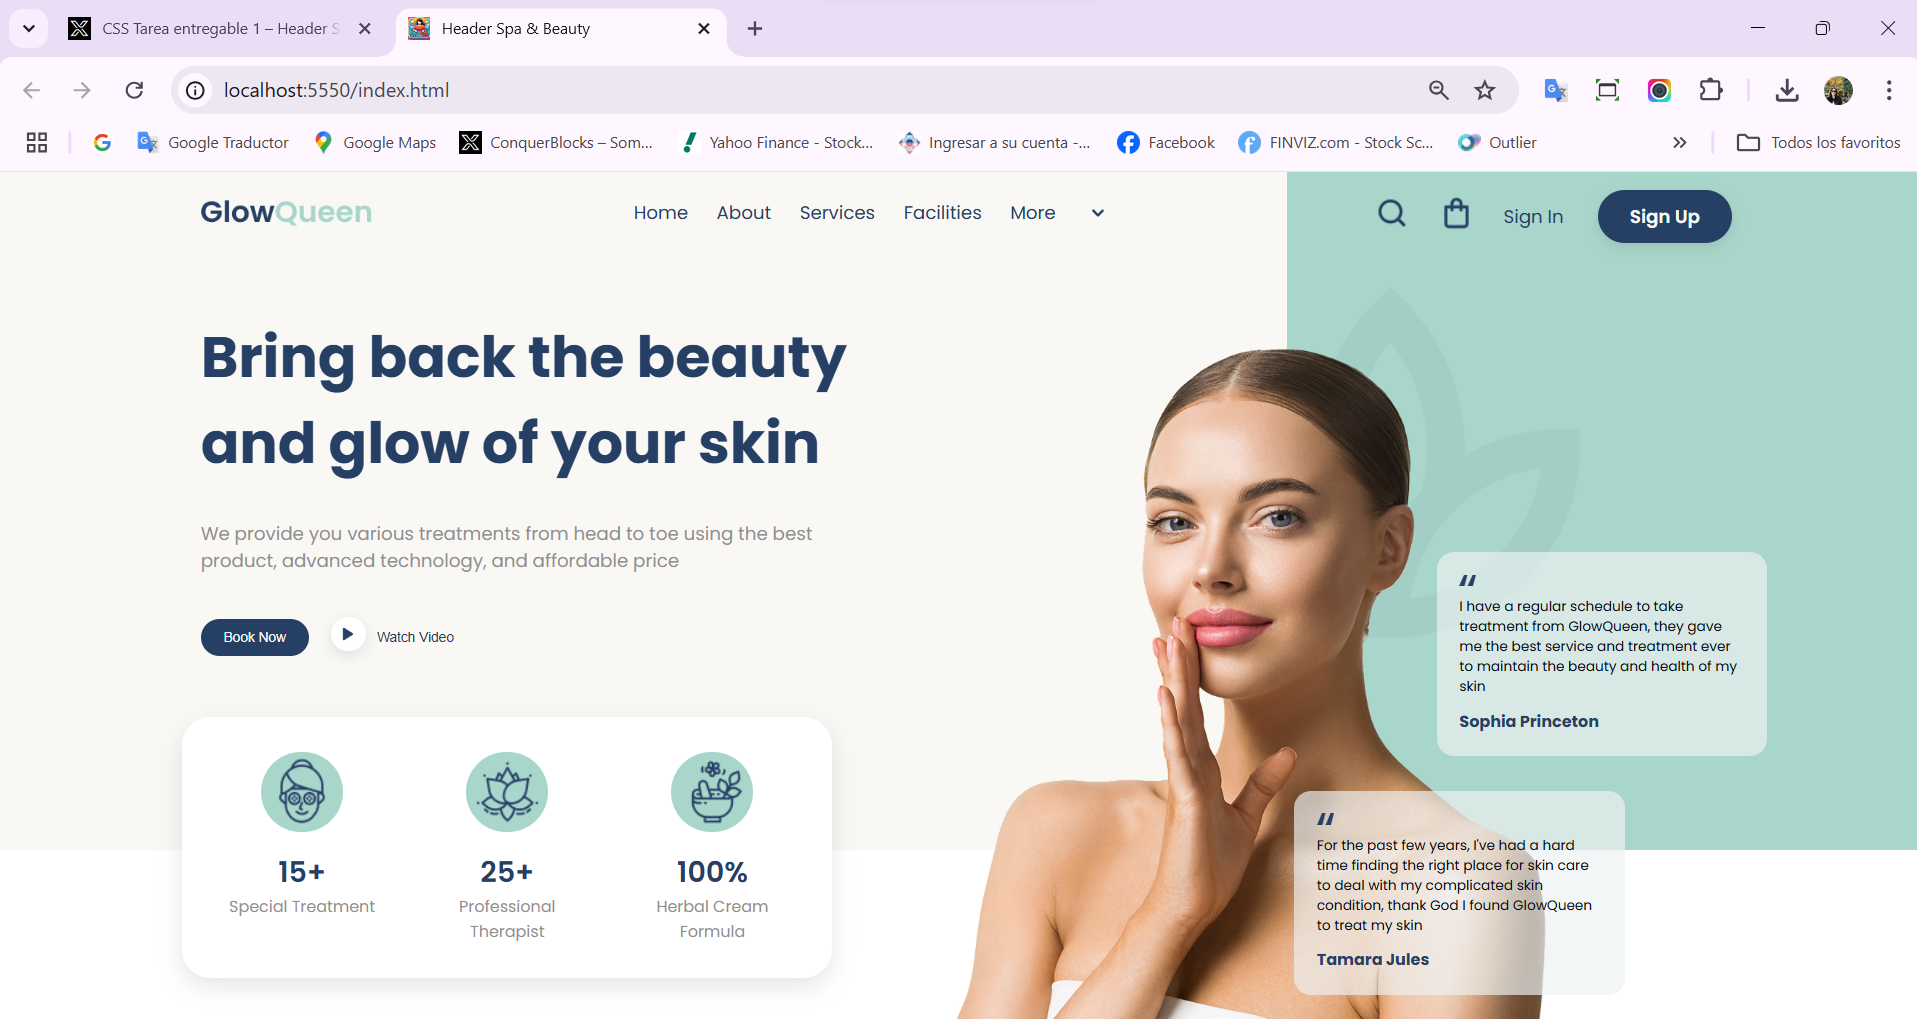 CSS Tarea entregable 1 – Header S
Header Spa & Beauty
localhost:5550/index.html
Google Traductor
Google Maps
ConquerBlocks – Som...
Yahoo Finance - Stock...
Ingresar a su cuenta -...
Facebook
FINVIZ.com - Stock Sc...
Outlier
Todos los favoritos
GlowQueen
Home
About
Services
Facilities
More
Sign In
Sign Up
Bring back the beauty
and glow of your skin
We provide you various treatments from head to toe using the best
product, advanced technology, and affordable price
Book Now
Watch Video
15+
Special Treatment
25+
Professional
Therapist
100%
Herbal Cream
Formula
“
I have a regular schedule to take
treatment from GlowQueen, they gave
me the best service and treatment ever
to maintain the beauty and health of my
skin
Sophia Princeton
“
For the past few years, I've had a hard
time finding the right place for skin care
to deal with my complicated skin
condition, thank God I found GlowQueen
to treat my skin
Tamara Jules